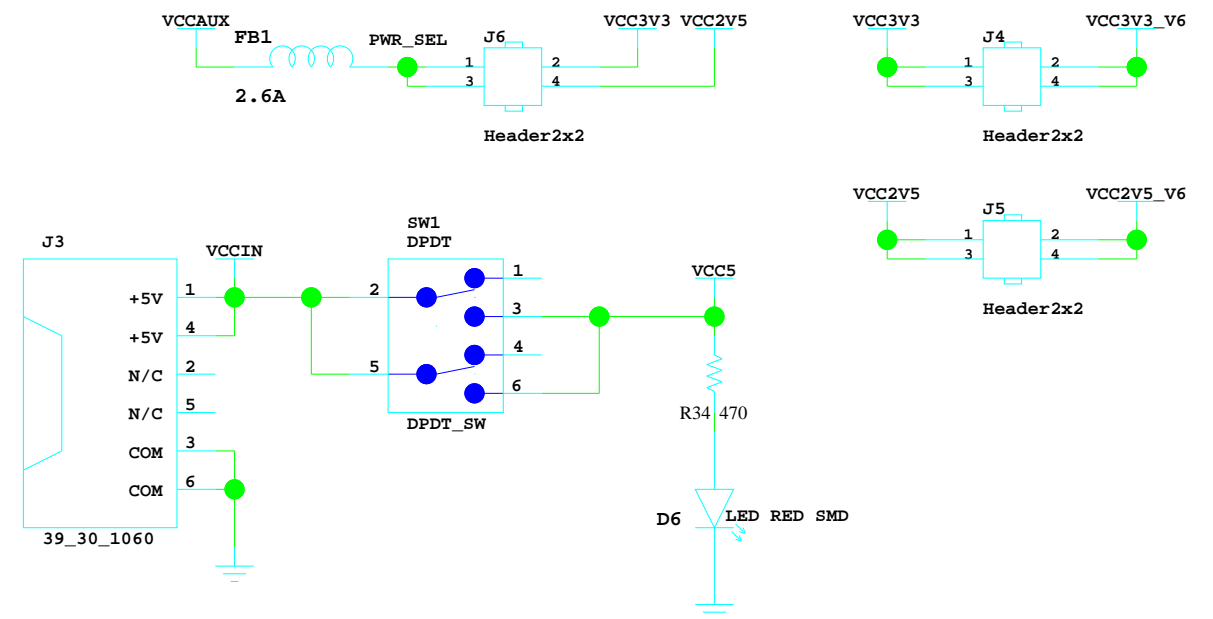 VCCAUX
FB1
2.6A
PWR_SEL
J6
1 2
3 4
Header2x2
VCC3V3 VCC2V5
VCC3V3 VCC3V3_V6
J4
1 2
3 4
Header2x2
VCC2V5 VCC2V5_V6
J5
1 2
3 4
Header2x2
J3
VCCIN
+5V 1
+5V 4
N/C 2
N/C 5
COM 3
COM 6
39_30_1060
SW1
DPDT
2 1
3
4
5
6
DPDT_SW
VCC5
R34 470
D6 LED RED SMD